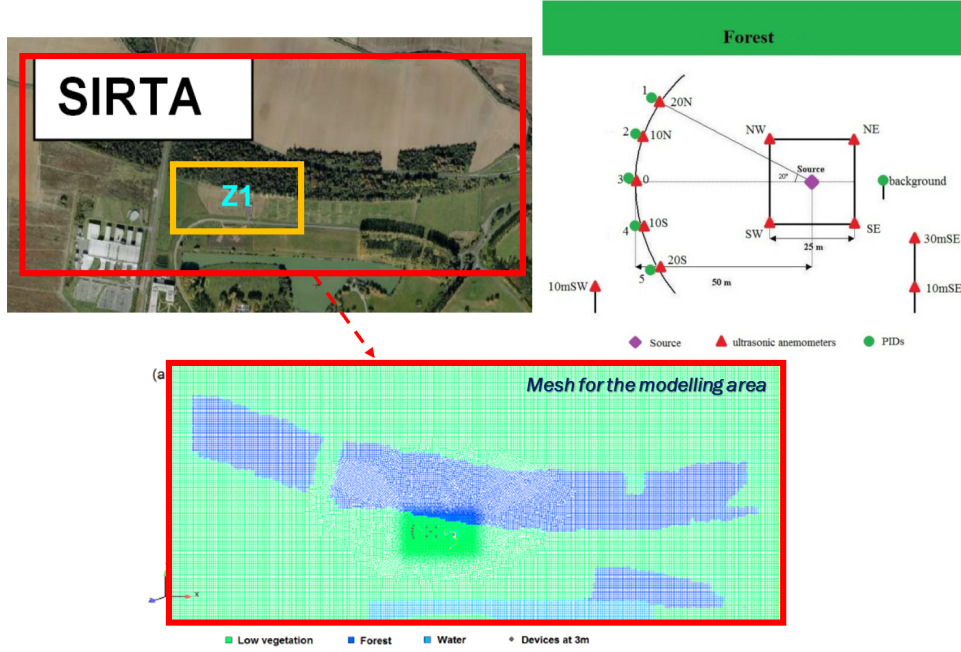 SIRTA
Z1
Forest
1
20N
2
10N
NW
NE
Source
3
0
20°
background
4
10S
SW
SE
25 m
20S
5
50 m
30mSE
10mSW
10mSE
Source
ultrasonic anemometers
PIDs
(a
Mesh for the modelling area
x
Low vegetation
Forest
Water
Devices at 3m